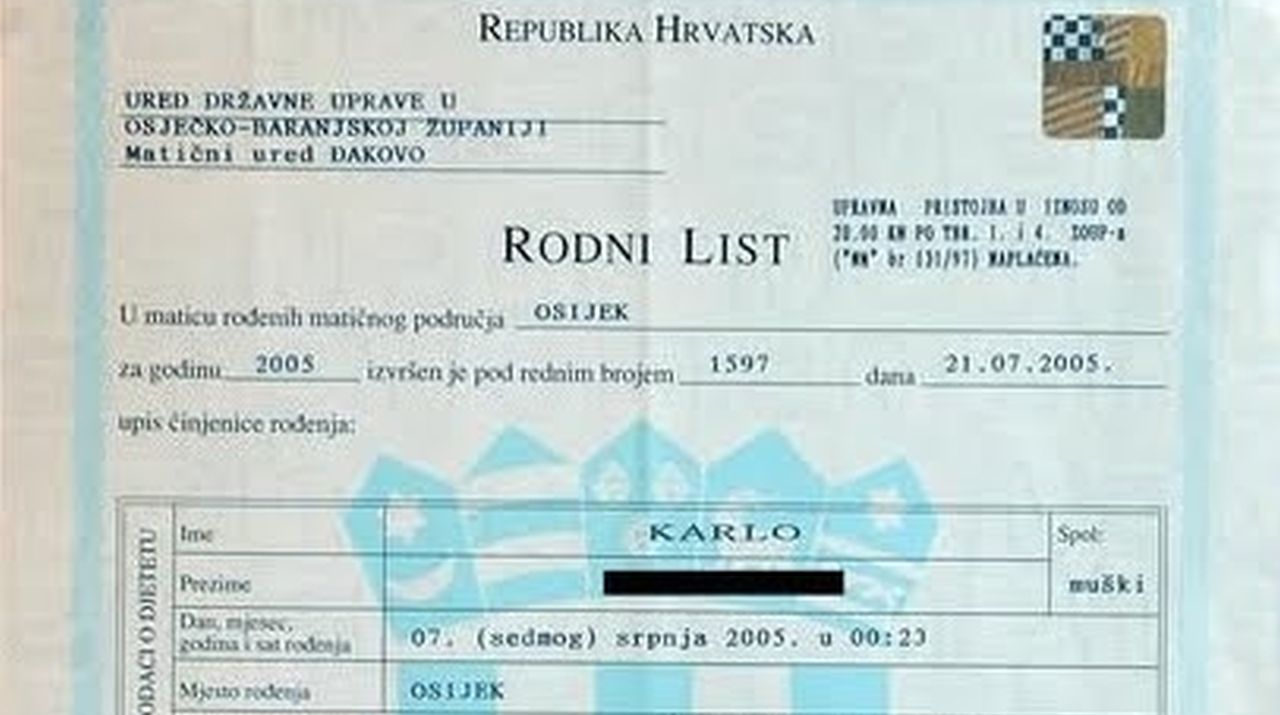 REPUBLIKA HRVATSKA
URED DRŽAVNE UPRAVE U
OSJEČKO-BARANJSKOJ ŽUPANIJI
Matični ured ĐAKOVO
UPRAVNA PRISTOJBA U IZNOSU OD
20.00 KN PO TBR. 1. i 4. ZOUP-a
("NN" br 131/97) NAPLAĆENA.
RODNI LIST
U maticu rođenih matičnog područja OSIJEK
za godinu 2005 izvršen je pod rednim brojem 1597 dana 21.07.2005.
upis činjenice rođenja:
ODACI O DJETETU
Ime KARLO Spol:
Prezime muški
Dan, mjesec,
godina i sat rođenja 07. (sedmog) srpnja 2005. u 00:23
Mjesto rođenja OSIJEK